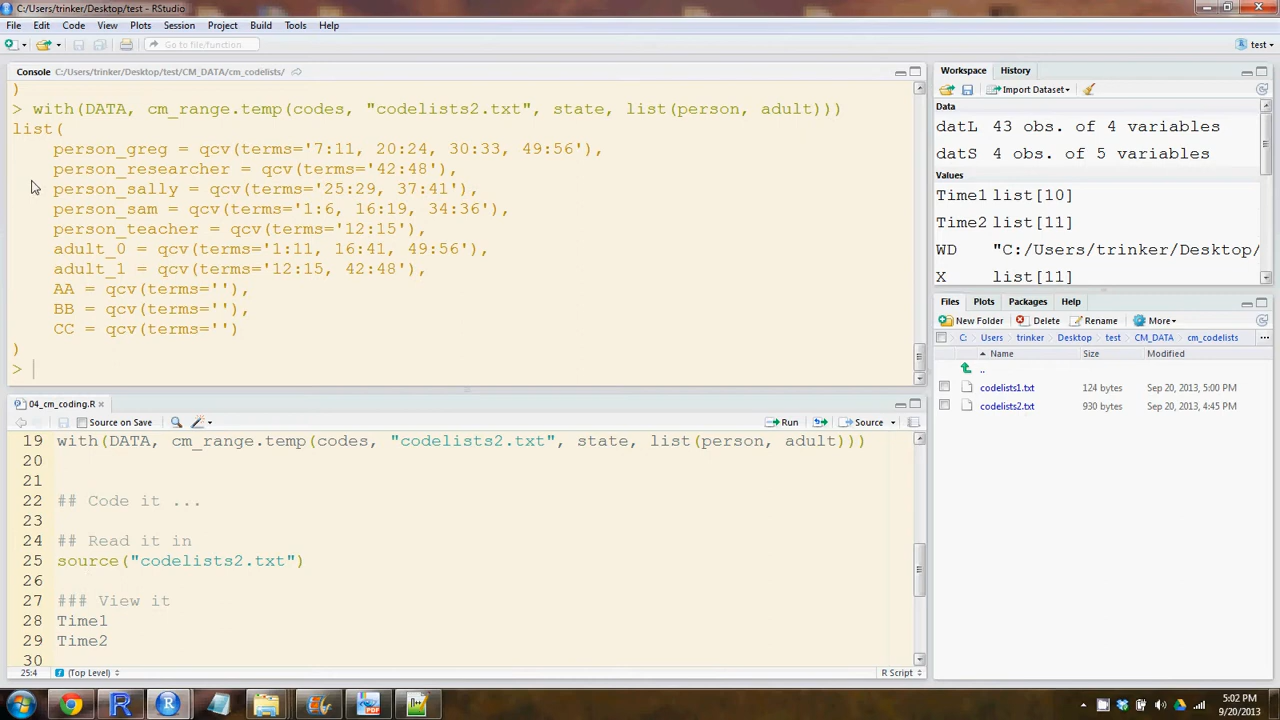 C:/Users/trinker/Desktop/test - RStudio
File Edit Code View Plots Session Project Build Tools Help
Go to file/function
test
Console C:/Users/trinker/Desktop/test/CM_DATA/cm_codelists/
)
> with(DATA, cm_range.temp(codes, "codelists2.txt", state, list(person, adult)))
list(
    person_greg = qcv(terms='7:11, 20:24, 30:33, 49:56'),
    person_researcher = qcv(terms='42:48'),
    person_sally = qcv(terms='25:29, 37:41'),
    person_sam = qcv(terms='1:6, 16:19, 34:36'),
    person_teacher = qcv(terms='12:15'),
    adult_0 = qcv(terms='1:11, 16:41, 49:56'),
    adult_1 = qcv(terms='12:15, 42:48'),
    AA = qcv(terms=''),
    BB = qcv(terms=''),
    CC = qcv(terms='')
)
>
04_cm_coding.R
Source on Save Run Source
19 with(DATA, cm_range.temp(codes, "codelists2.txt", state, list(person, adult)))
20
21
22 ## Code it ...
23
24 ## Read it in
25 source("codelists2.txt")
26
27 ### View it
28 Time1
29 Time2
30
25:4 (Top Level) R Script
Workspace History
Import Dataset
Data
datL 43 obs. of 4 variables
datS 4 obs. of 5 variables
Values
Time1 list[10]
Time2 list[11]
WD "C:/Users/trinker/Desktop/
X list[11]
Files Plots Packages Help
New Folder Delete Rename More
C: Users trinker Desktop test CM_DATA cm_codelists ...
Name Size Modified
..
codelists1.txt 124 bytes Sep 20, 2013, 5:00 PM
codelists2.txt 930 bytes Sep 20, 2013, 4:45 PM
5:02 PM
9/20/2013